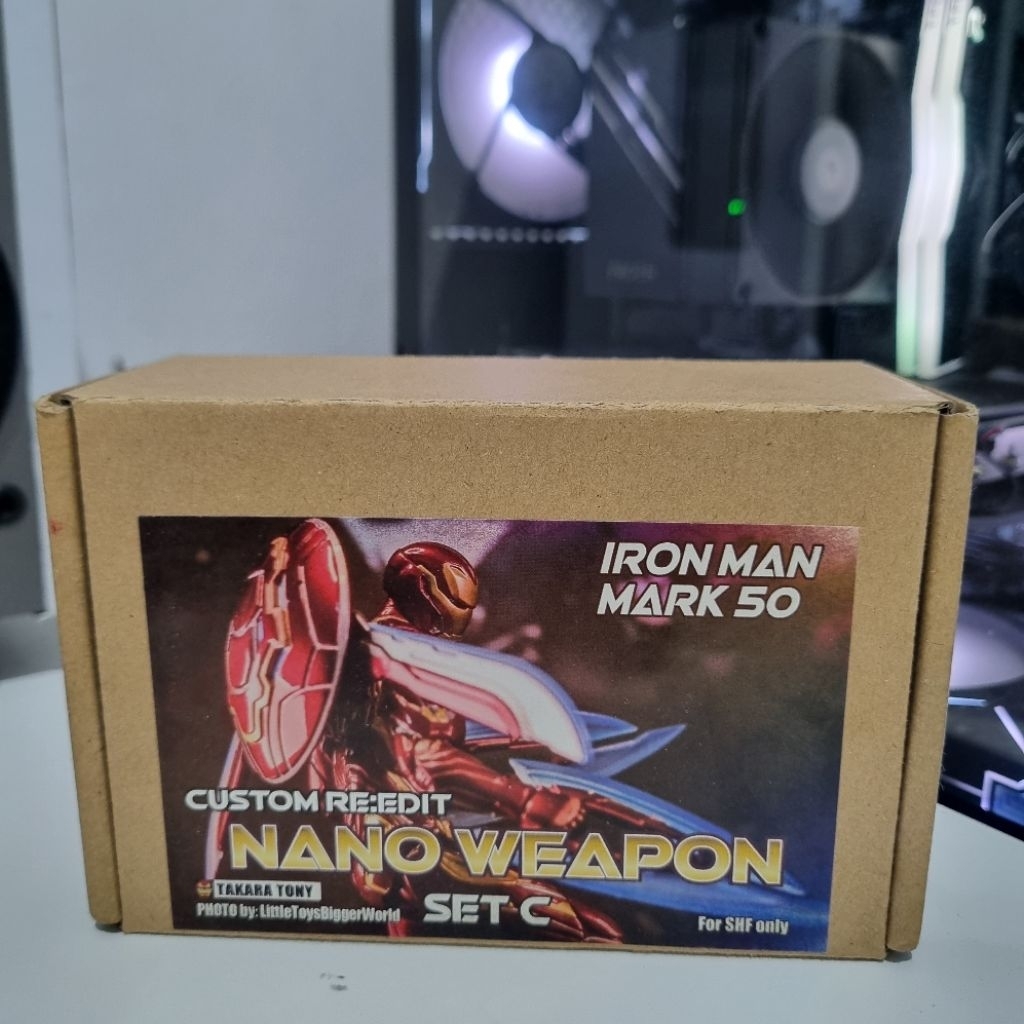 IRON MAN
MARK 50
CUSTOM RE:EDIT
NANO WEAPON
SET C
TAKARA TONY
PHOTO by: LittleToysBiggerWorld
For SHF only